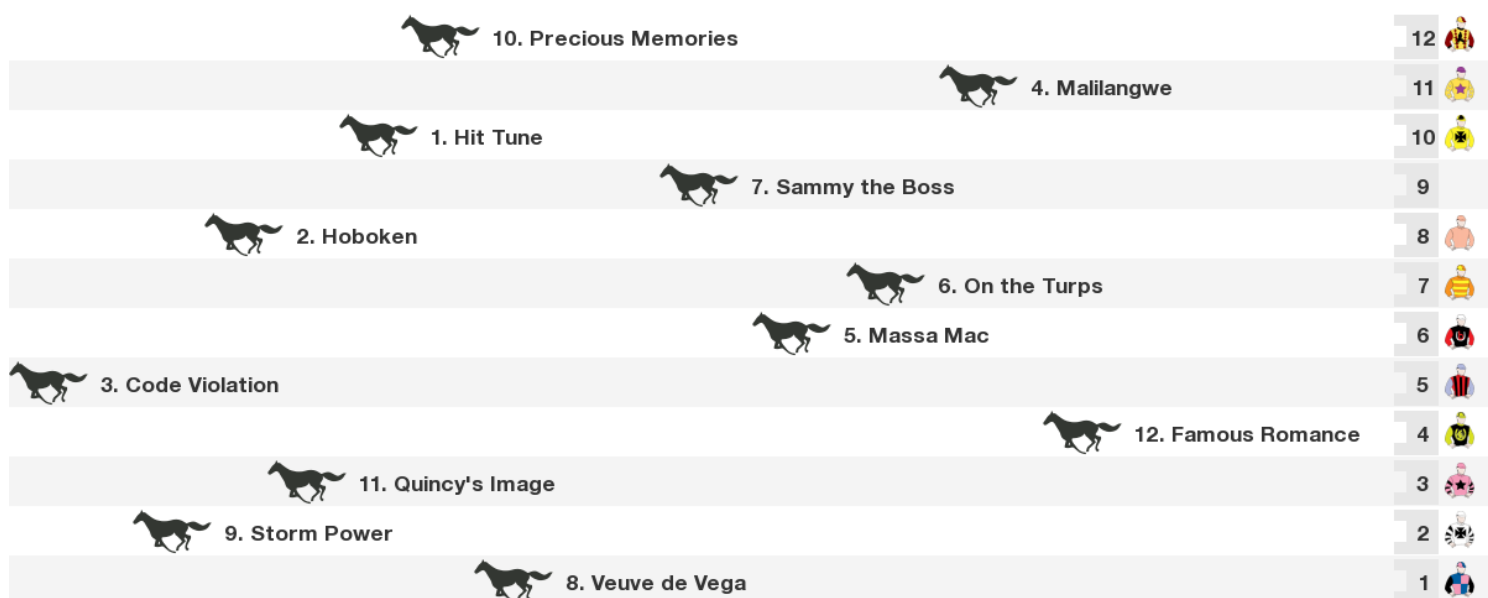 10. Precious Memories 12
4. Malilangwe 11
1. Hit Tune 10
7. Sammy the Boss 9
2. Hoboken 8
6. On the Turps 7
5. Massa Mac 6
3. Code Violation 5
12. Famous Romance 4
11. Quincy's Image 3
9. Storm Power 2
8. Veuve de Vega 1